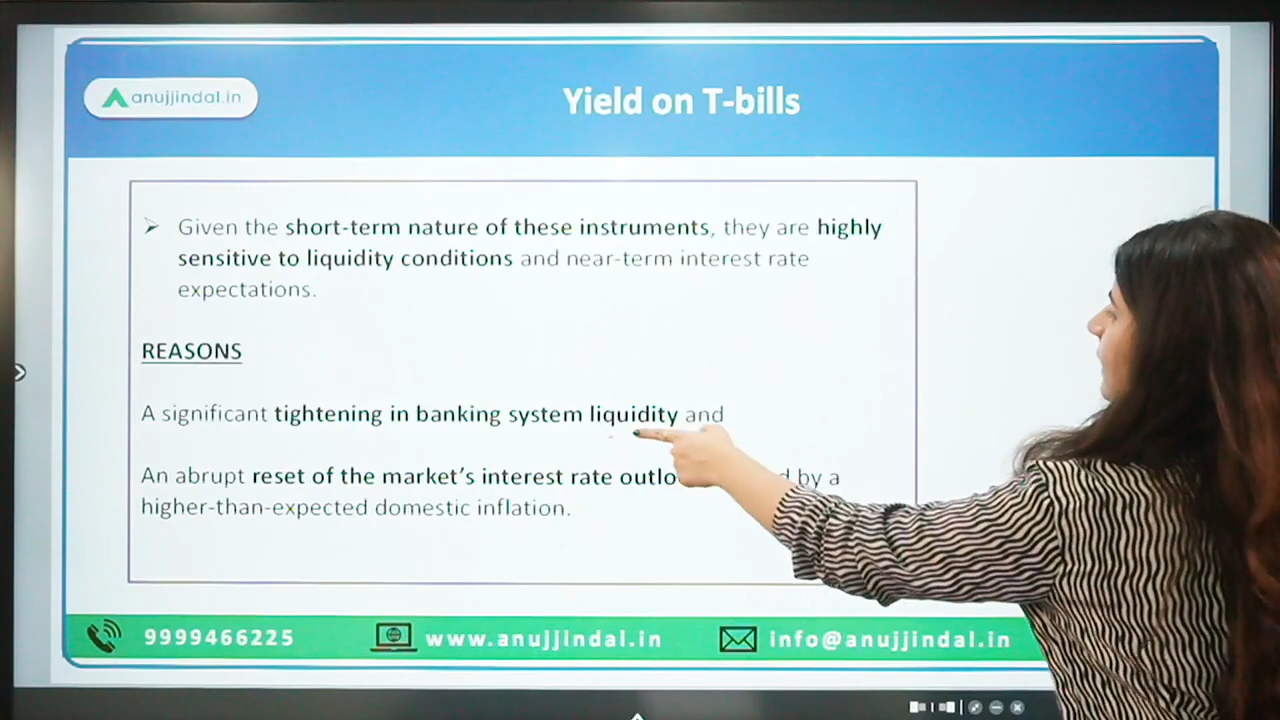 anujjindal.in
Yield on T-bills
Given the short-term nature of these instruments, they are highly
sensitive to liquidity conditions and near-term interest rate
expectations.
REASONS
A significant tightening in banking system liquidity and
An abrupt reset of the market's interest rate by a
higher-than-expected domestic inflation.
9999466225
www.anujjindal.in
info@anujjindal.in